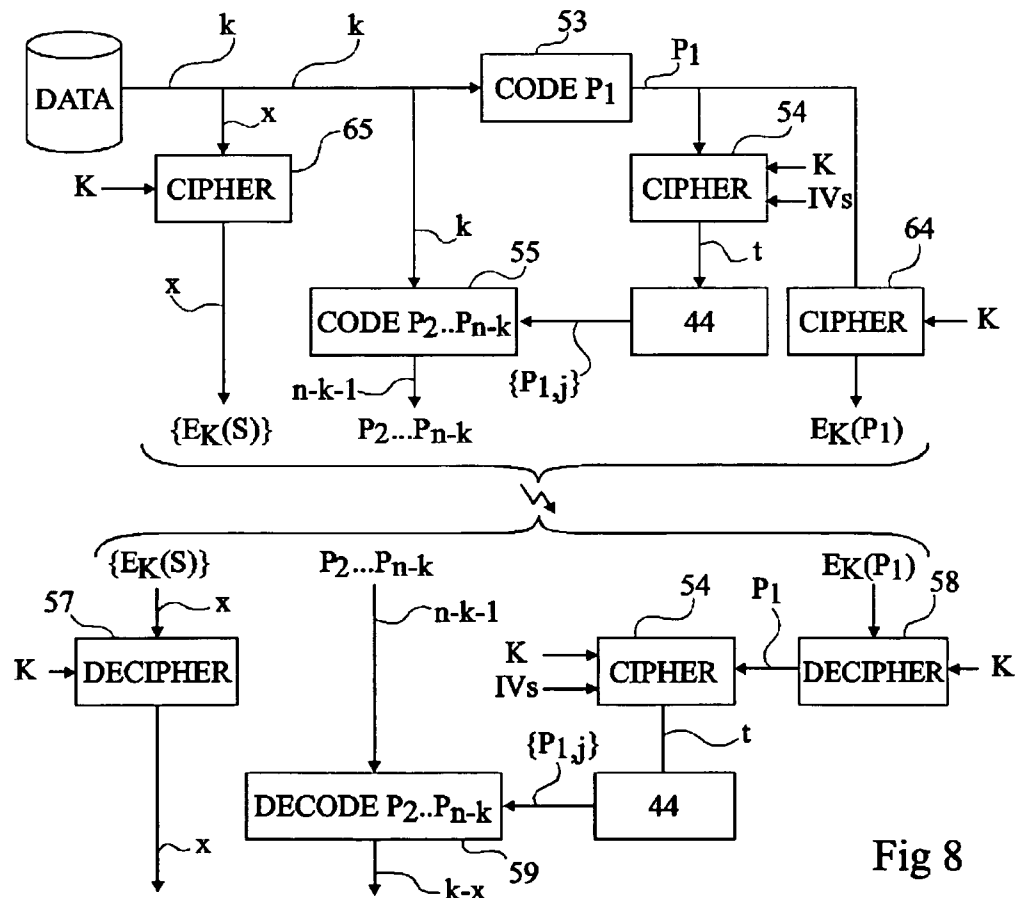 k k 53 P1
DATA CODE P1
x 65 54
K CIPHER CIPHER K
IVs
k t 64
x 55
CODE P2..Pn-k 44 CIPHER K
n-k-1 {P1,j}
{EK(S)} P2...Pn-k EK(P1)
{EK(S)} P2...Pn-k EK(P1)
57 x n-k-1 54 P1 58
K DECIPHER K CIPHER DECIPHER K
IVs
{P1,j} t
DECODE P2..Pn-k 44
x 59
k-x
Fig 8